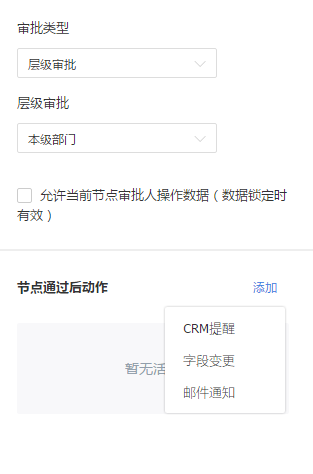 审批类型
层级审批
层级审批
本级部门
允许当前节点审批人操作数据（数据锁定时
有效）
节点通过后动作
添加
CRM提醒
字段变更
暂无活
邮件通知